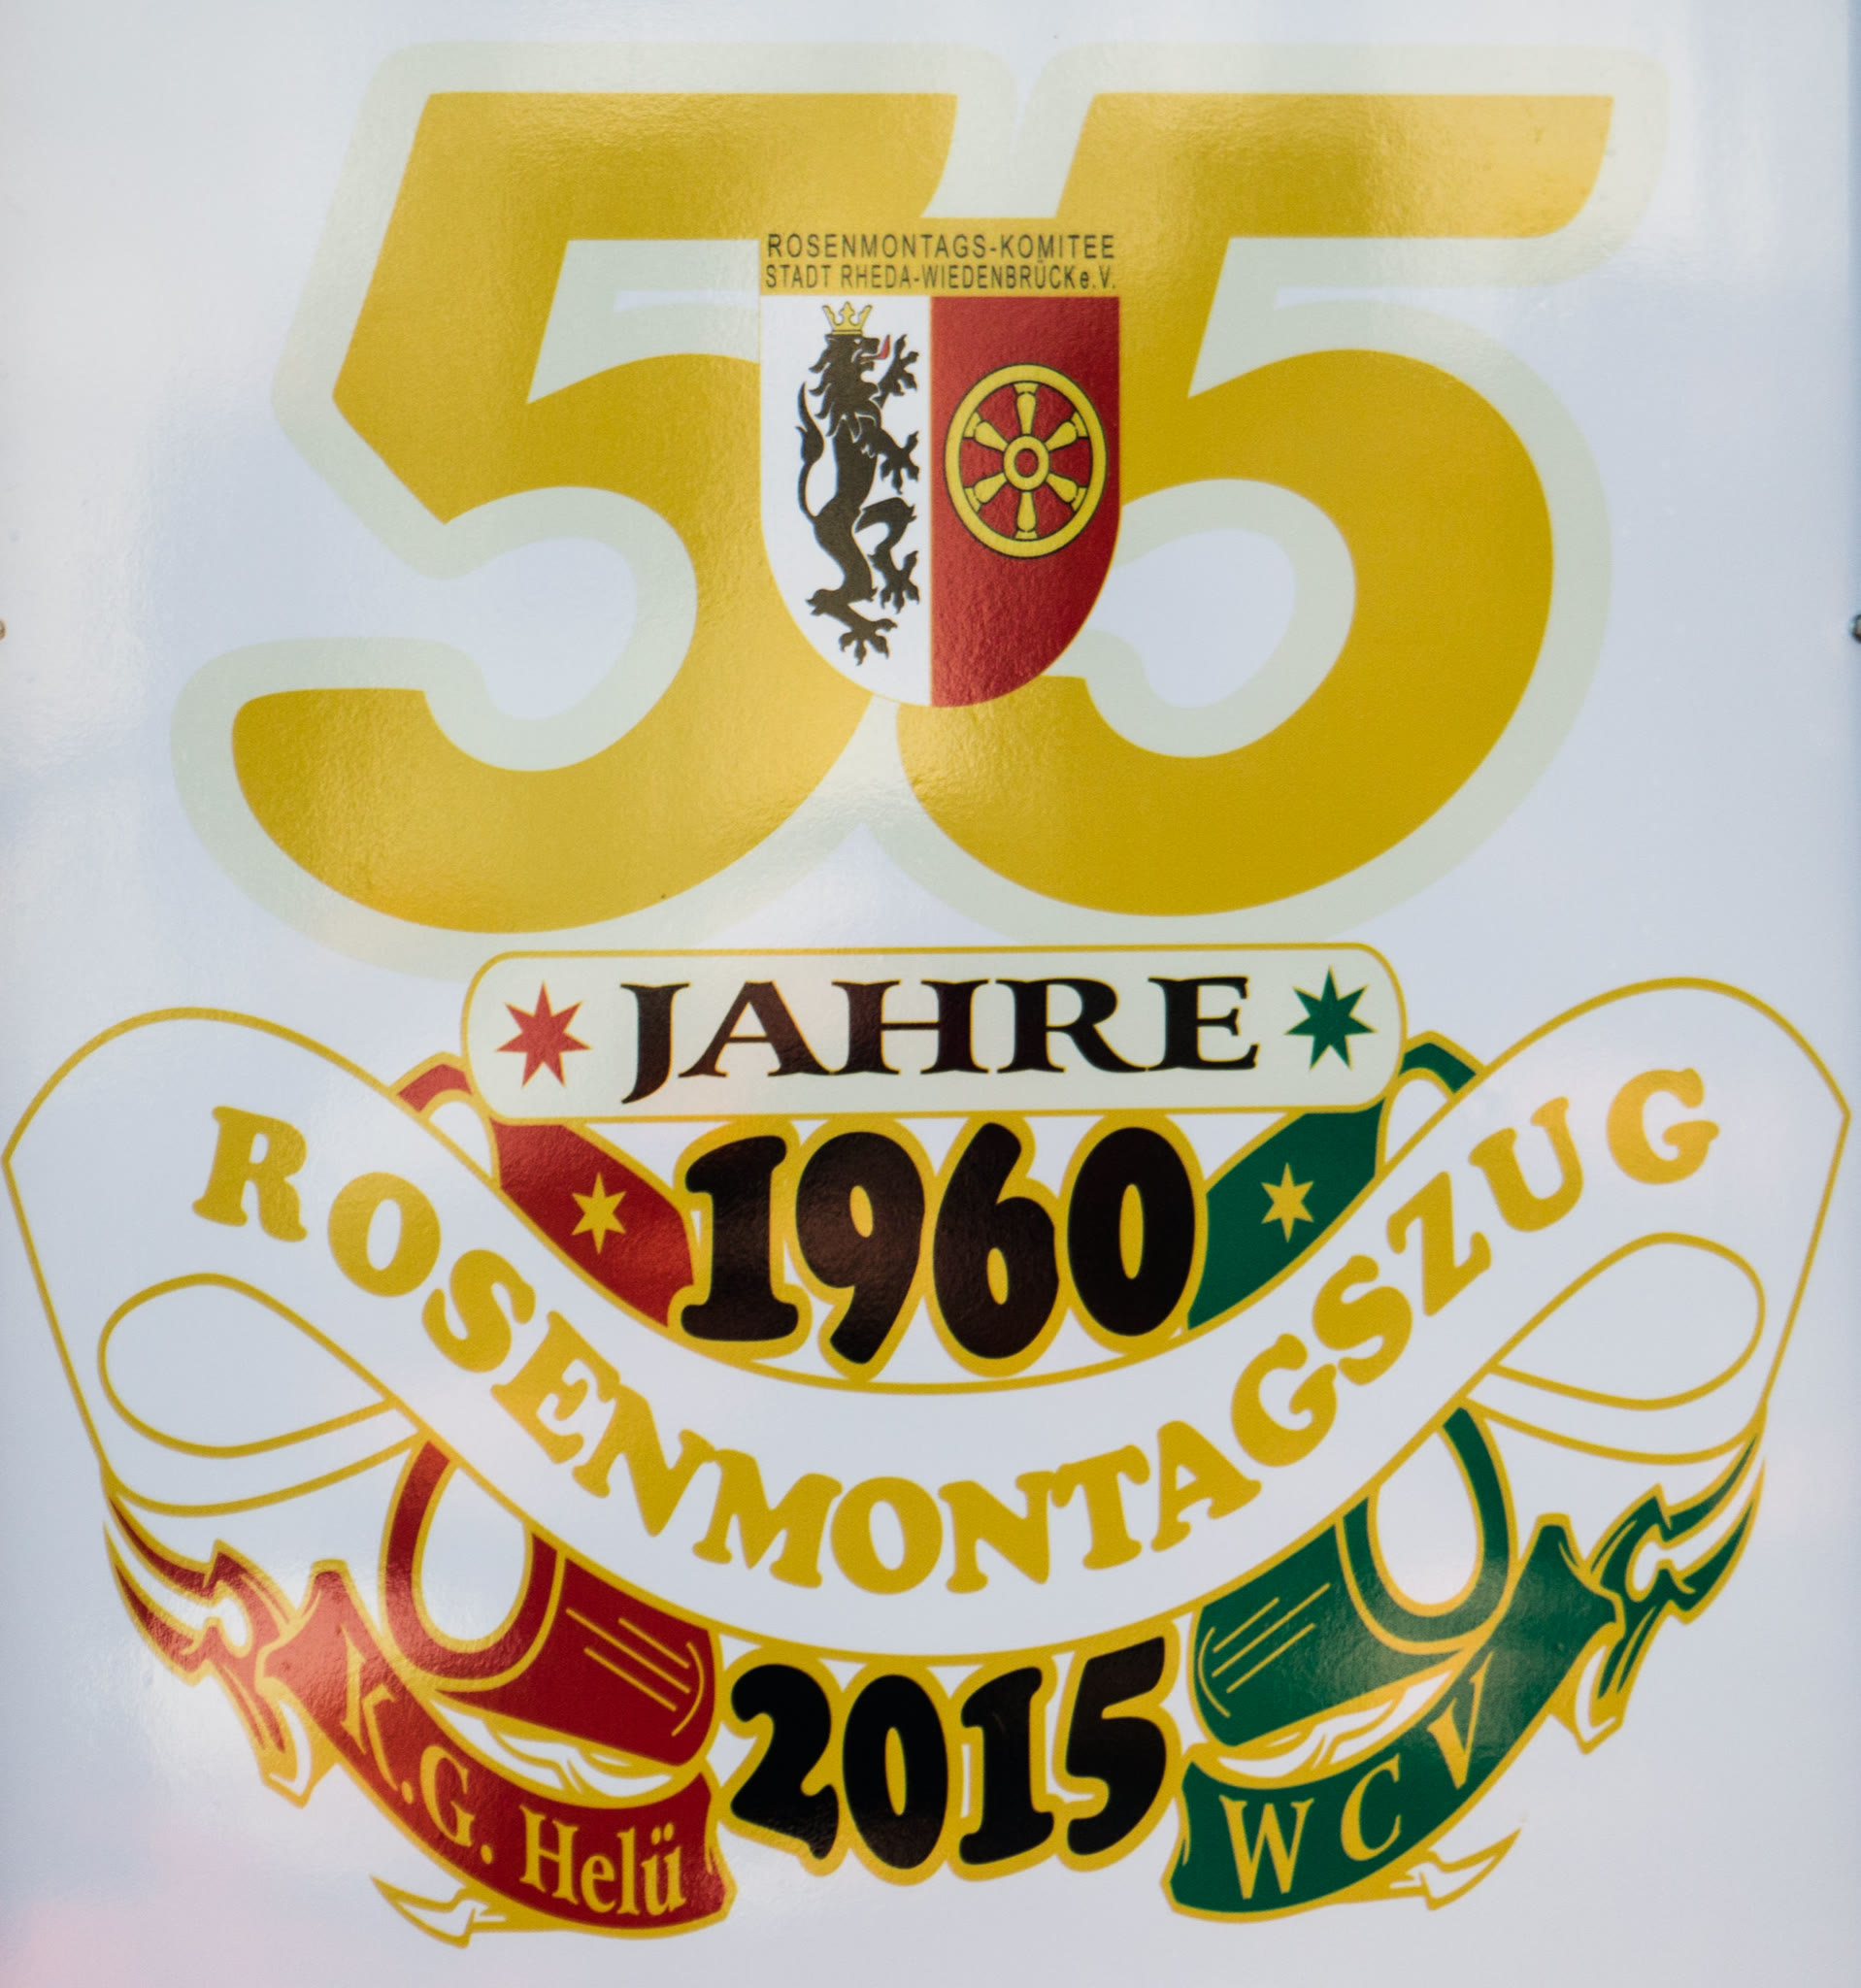 55
ROSENMONTAGS-KOMITEE
STADT RHEDA-WIEDENBRÜCK e.V.
JAHRE
1960
ROSENMONTAGSZUG
2015
K.G. Helü
WCV